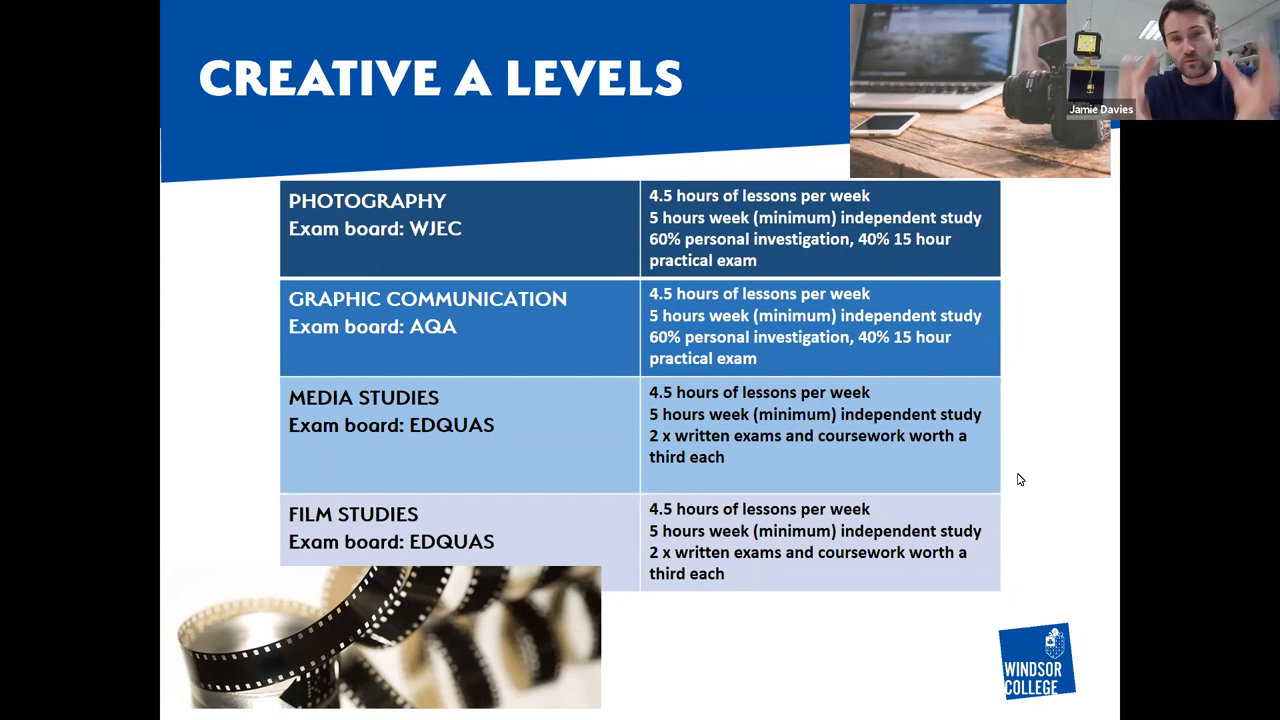 CREATIVE A LEVELS
Jamie Davies
PHOTOGRAPHY
Exam board: WJEC
4.5 hours of lessons per week
5 hours week (minimum) independent study
60% personal investigation, 40% 15 hour
practical exam
GRAPHIC COMMUNICATION
Exam board: AQA
4.5 hours of lessons per week
5 hours week (minimum) independent study
60% personal investigation, 40% 15 hour
practical exam
MEDIA STUDIES
Exam board: EDQUAS
4.5 hours of lessons per week
5 hours week (minimum) independent study
2 x written exams and coursework worth a
third each
FILM STUDIES
Exam board: EDQUAS
4.5 hours of lessons per week
5 hours week (minimum) independent study
2 x written exams and coursework worth a
third each
WINDSOR
COLLEGE